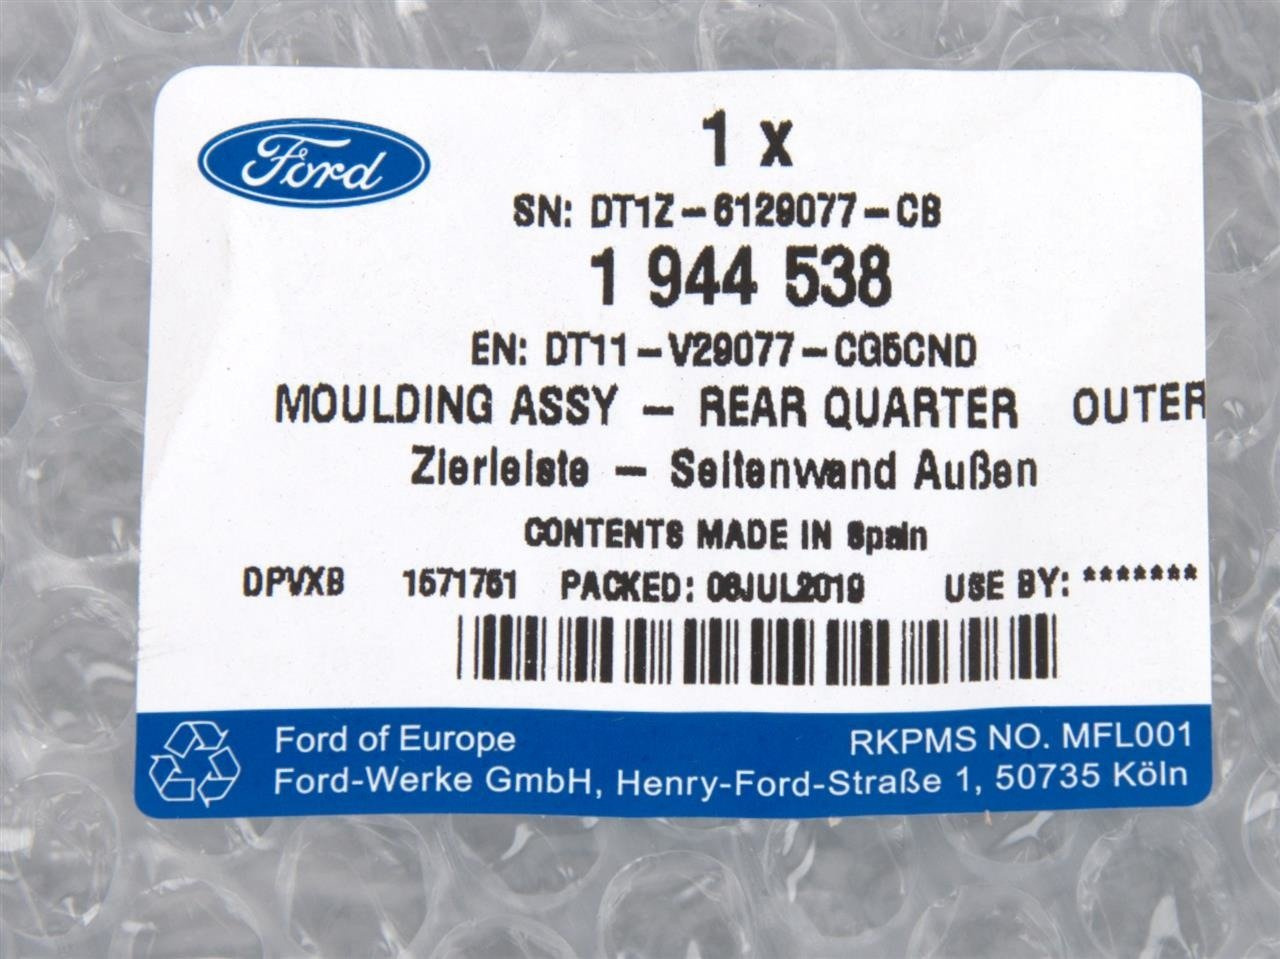 Ford
1 x
SN: DT1Z-6129077-CB
1 944 538
EN: DT11-V29077-CG5CND
MOULDING ASSY - REAR QUARTER OUTER
Zierleiste - Seitenwand Außen
CONTENTS MADE IN Spain
DPVXB 1571751 PACKED: 08JUL2019 USE BY: *******
Ford of Europe RKPMS NO. MFL001
Ford-Werke GmbH, Henry-Ford-Straße 1, 50735 Köln